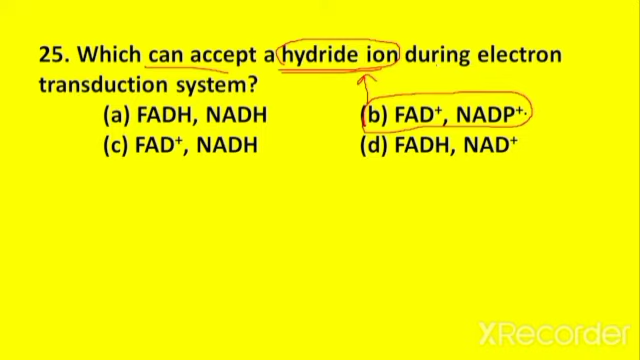 25. Which can accept a hydride ion during electron
transduction system?
(a) FADH, NADH (b) FAD⁺, NADP⁺
(c) FAD⁺, NADH (d) FADH, NAD⁺
XRecorder